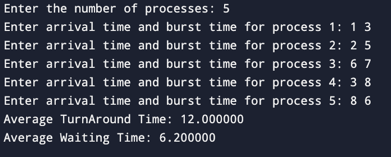 Enter the number of processes: 5
Enter arrival time and burst time for process 1: 1 3
Enter arrival time and burst time for process 2: 2 5
Enter arrival time and burst time for process 3: 6 7
Enter arrival time and burst time for process 4: 3 8
Enter arrival time and burst time for process 5: 8 6
Average TurnAround Time: 12.000000
Average Waiting Time: 6.200000